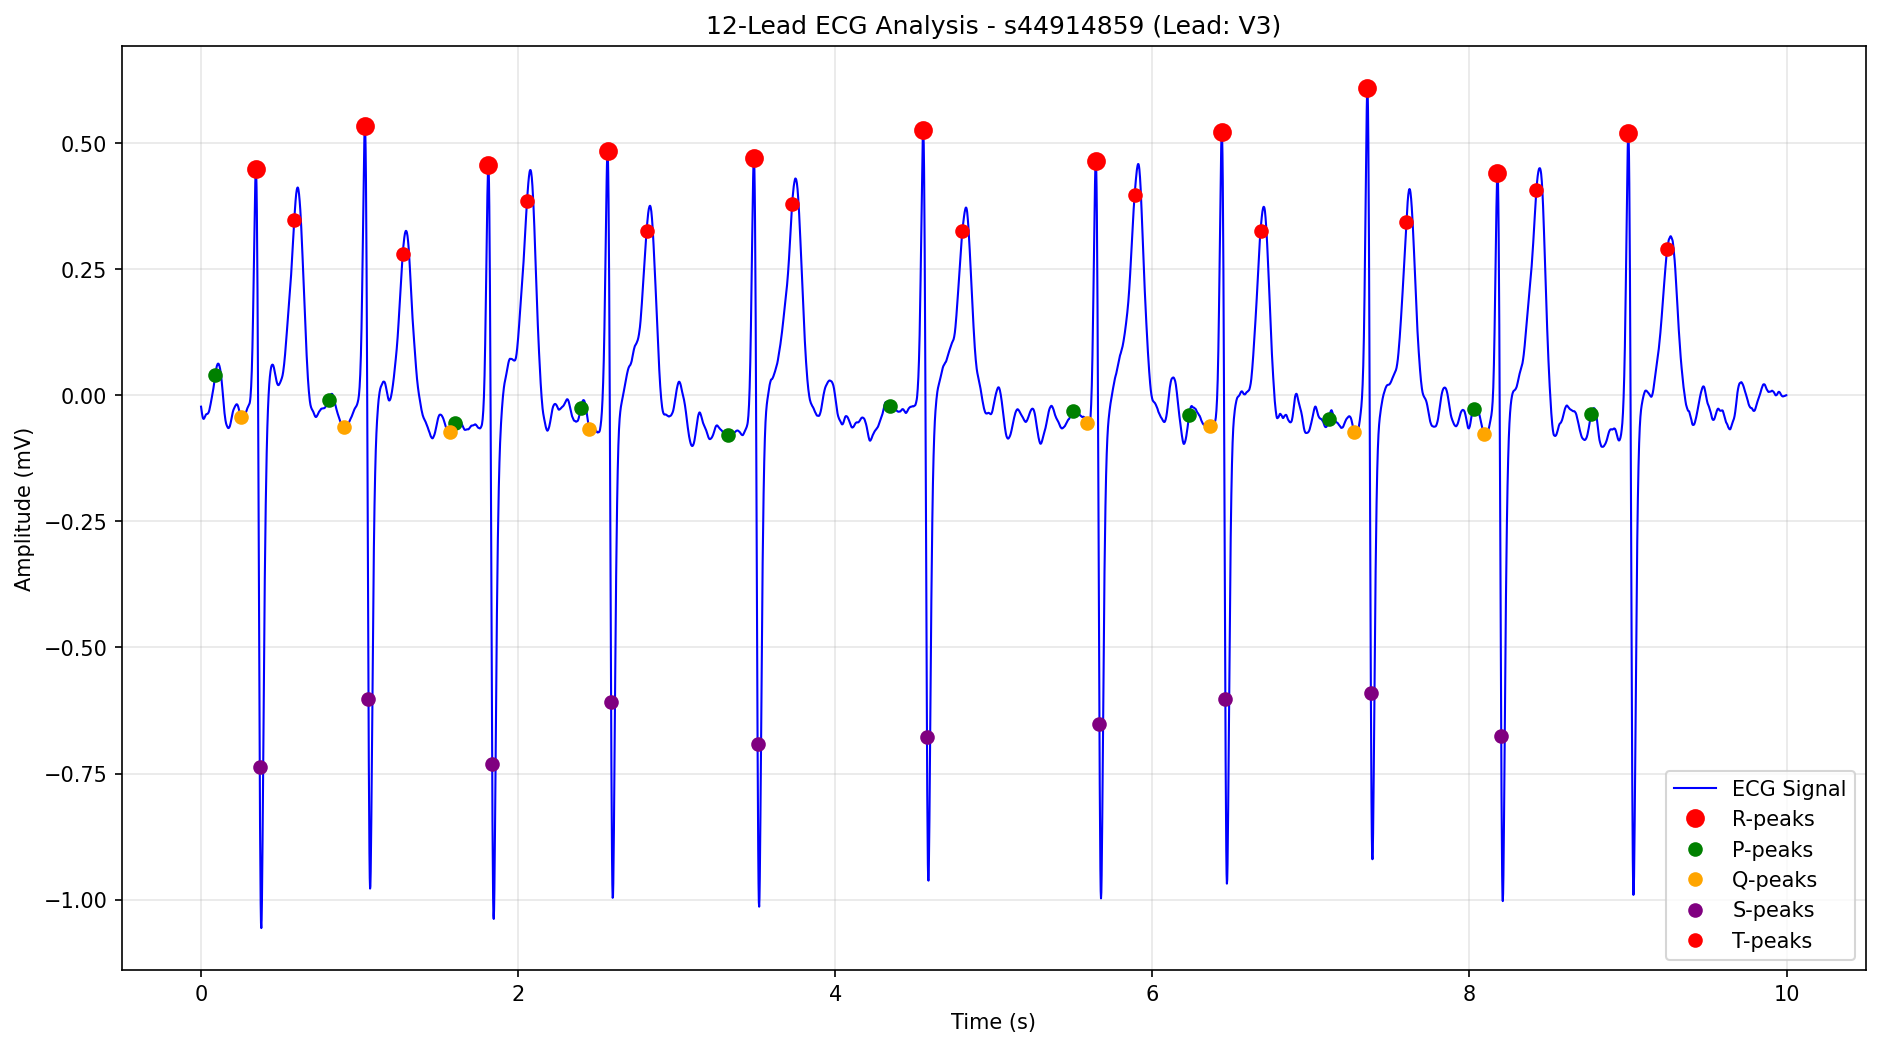 12-Lead ECG Analysis - s44914859 (Lead: V3)
Amplitude (mV)
0.50
0.25
0.00
−0.25
−0.50
−0.75
−1.00
0 2 4 6 8 10
Time (s)
ECG Signal
R-peaks
P-peaks
Q-peaks
S-peaks
T-peaks